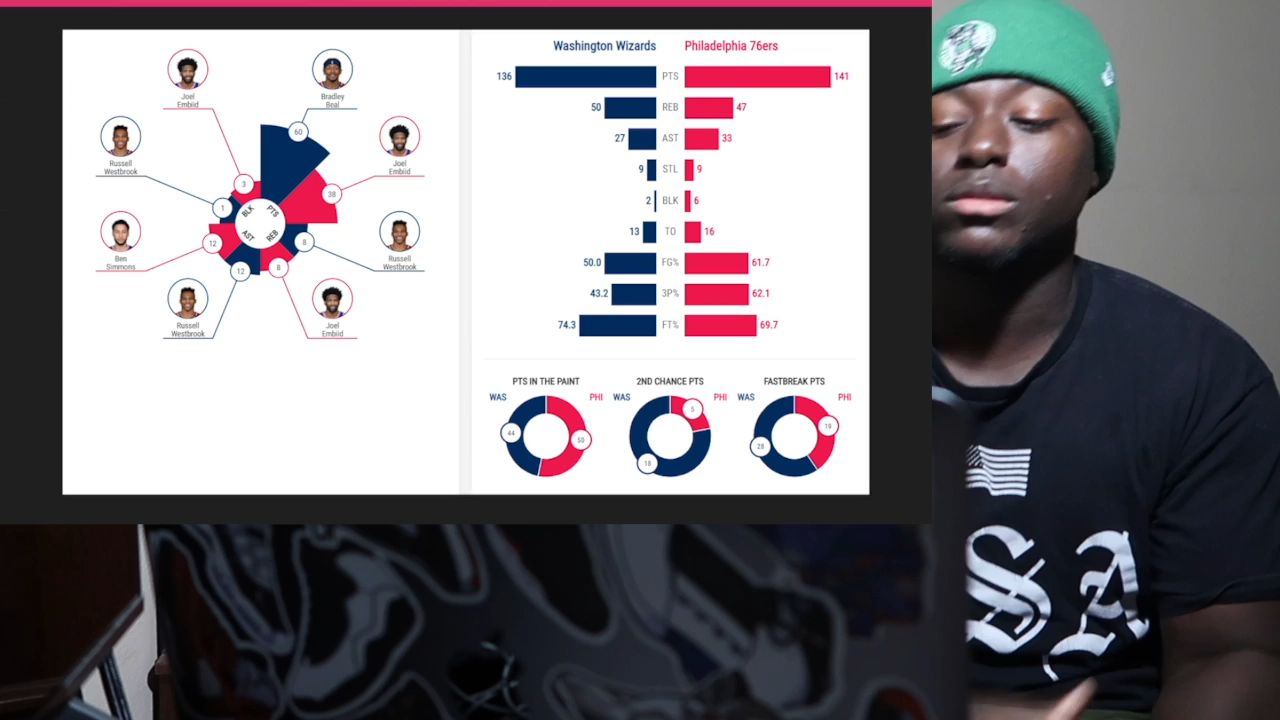 Joel
Embiid
Bradley
Beal
Russell
Westbrook
Joel
Embiid
Ben
Simmons
Russell
Westbrook
Russell
Westbrook
Joel
Embiid
60
38
8
8
12
12
1
3
BLK
PTS
AST
REB
Washington Wizards Philadelphia 76ers
136 PTS 141
50 REB 47
27 AST 33
9 STL 9
2 BLK 6
13 TO 16
50.0 FG% 61.7
43.2 3P% 62.1
74.3 FT% 69.7
PTS IN THE PAINT
WAS PHI
44 50
2ND CHANCE PTS
WAS PHI
5
18
FASTBREAK PTS
WAS PHI
19
28
SA